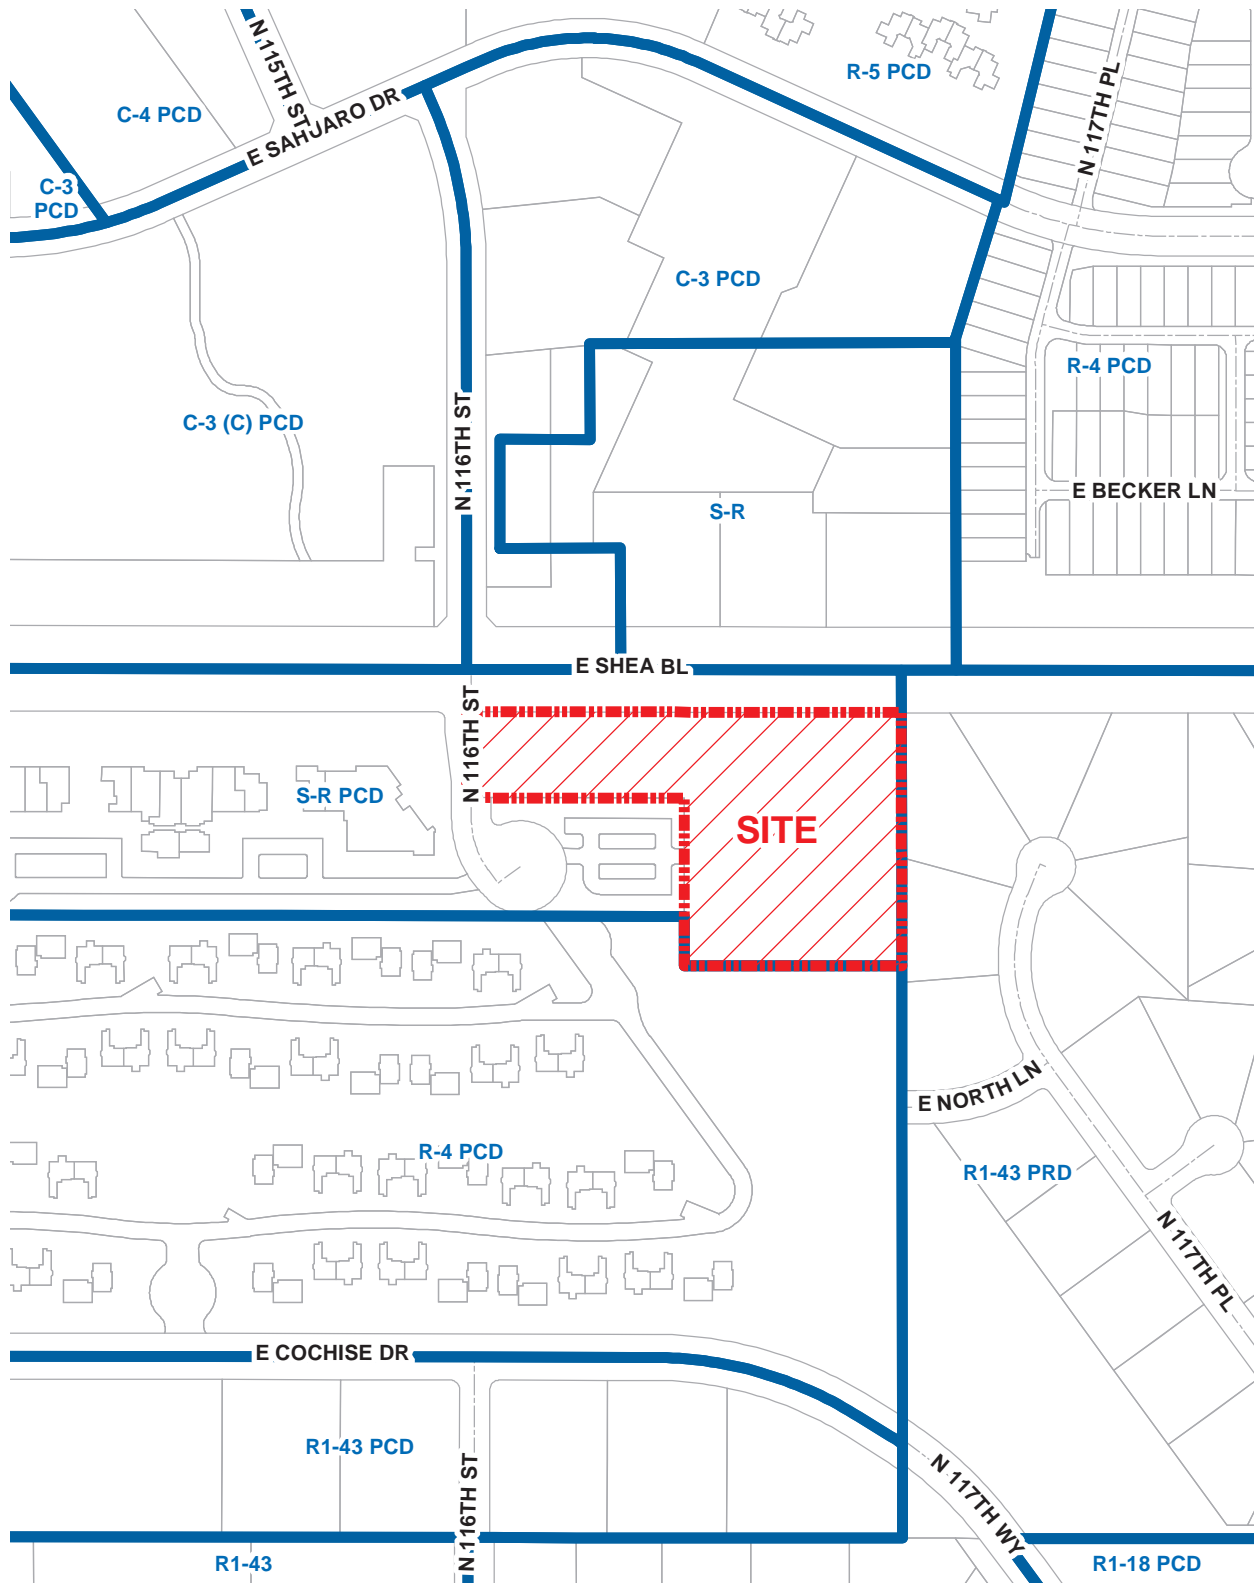 N 115TH ST
R-5 PCD
N 117TH PL
C-4 PCD
E SAHUARO DR
C-3
PCD
C-3 PCD
R-4 PCD
C-3 (C) PCD
N 116TH ST
E BECKER LN
S-R
E SHEA BL
N 116TH ST
S-R PCD
SITE
E NORTH LN
R-4 PCD
R1-43 PRD
N 117TH PL
E COCHISE DR
R1-43 PCD
N 116TH ST
N 117TH WY
R1-43
R1-18 PCD